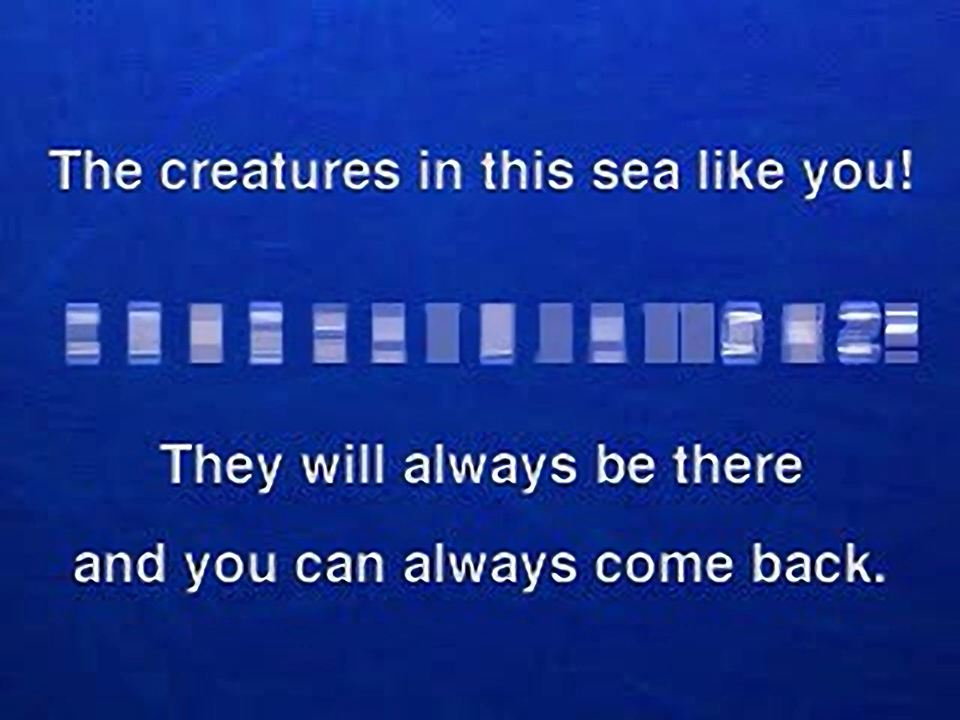 The creatures in this sea like you!
They will always be there
and you can always come back.